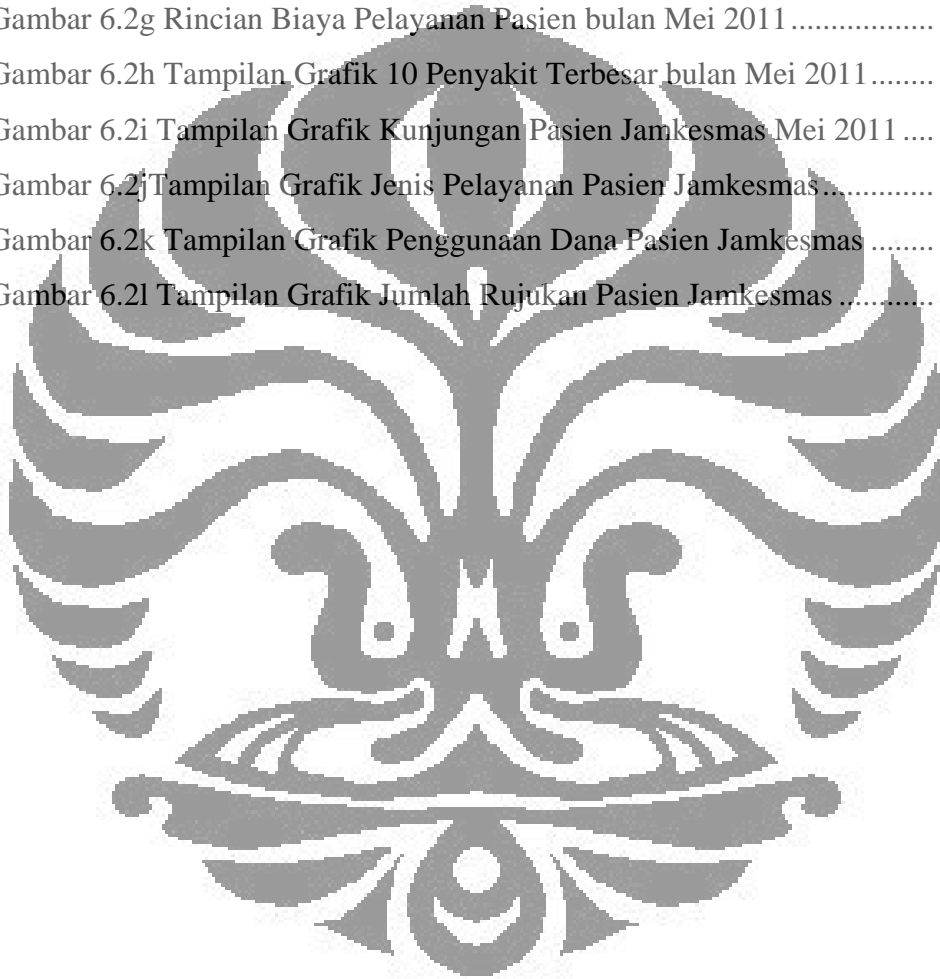 Gambar 6.2g Rincian Biaya Pelayanan Pasien bulan Mei 2011..................
Gambar 6.2h Tampilan Grafik 10 Penyakit Terbesar bulan Mei 2011........
Gambar 6.2i Tampilan Grafik Kunjungan Pasien Jamkesmas Mei 2011 ....
Gambar 6.2jTampilan Grafik Jenis Pelayanan Pasien Jamkesmas..............
Gambar 6.2k Tampilan Grafik Penggunaan Dana Pasien Jamkesmas ........
Gambar 6.2l Tampilan Grafik Jumlah Rujukan Pasien Jamkesmas ............